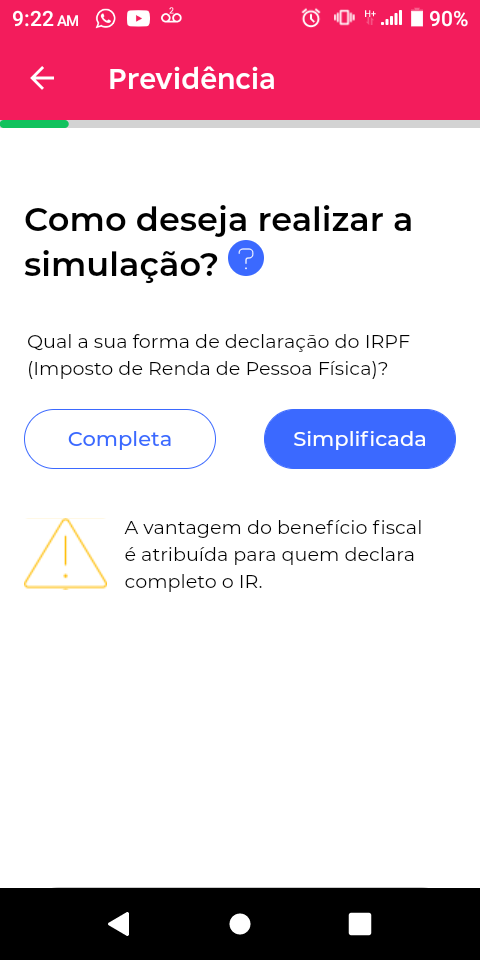 9:22 AM 2 H+ 90%
Previdência
Como deseja realizar a
simulação? ?
Qual a sua forma de declaração do IRPF
(Imposto de Renda de Pessoa Física)?
Completa Simplificada
A vantagem do benefício fiscal
é atribuída para quem declara
completo o IR.